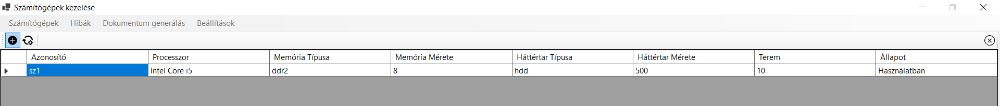 Számítógépek kezelése
Számítógépek Hibák Dokumentum generálás Beállítások
Azonosító Processzor Memória Típusa Memória Mérete Háttértar Típusa Háttértar Mérete Terem Állapot
sz1 Intel Core i5 ddr2 8 hdd 500 10 Használatban